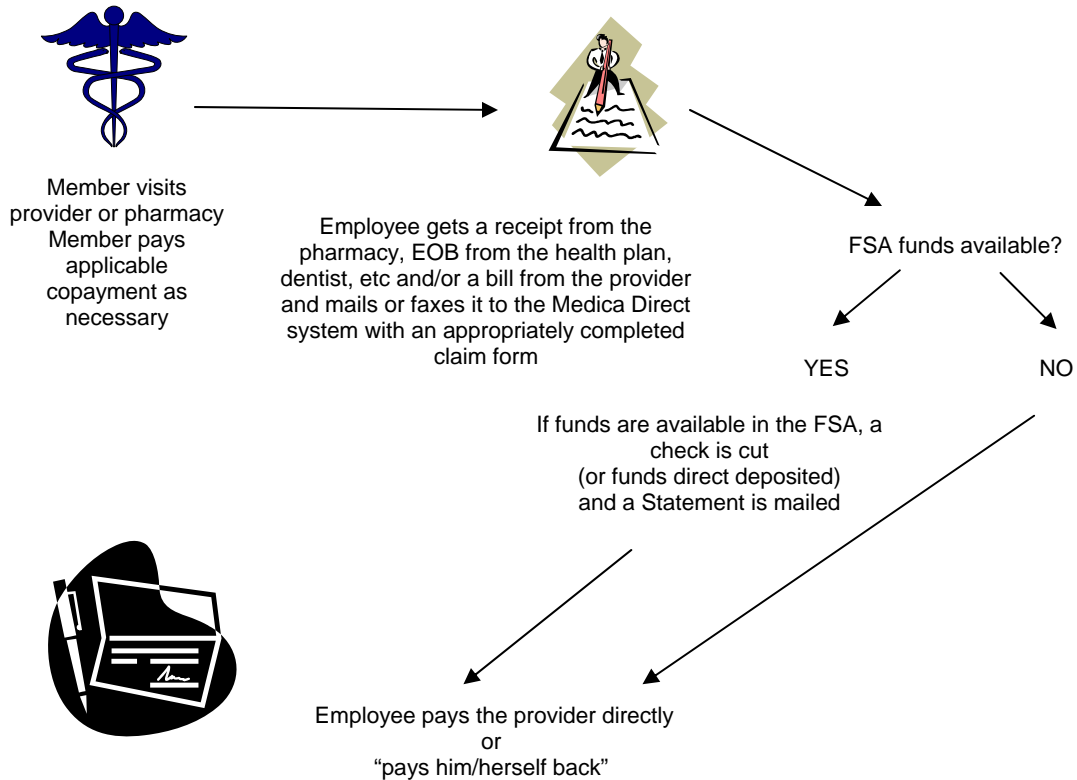 Member visits
provider or pharmacy
Member pays
applicable
copayment as
necessary
Employee gets a receipt from the
pharmacy, EOB from the health plan,
dentist, etc and/or a bill from the provider
and mails or faxes it to the Medica Direct
system with an appropriately completed
claim form
FSA funds available?
YES
NO
If funds are available in the FSA, a
check is cut
(or funds direct deposited)
and a Statement is mailed
Employee pays the provider directly
or
“pays him/herself back”